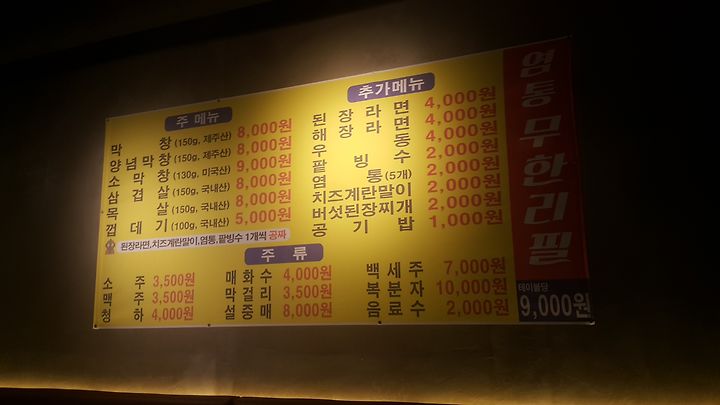 주 메뉴
막 창 (150g, 제주산) 8,000원
양념막창 (150g, 제주산) 8,000원
소 막 창 (130g, 미국산) 9,000원
삼 겹 살 (150g, 국내산) 8,000원
목 살 (150g, 국내산) 8,000원
껍 데 기 (100g, 국내산) 5,000원
된장라면,치즈계란말이,염통,팥빙수 1개씩 공짜
추가메뉴
된 장 라 면 4,000원
해 장 라 면 4,000원
우 동 4,000원
팥 빙 수 2,000원
염 통 (5개) 2,000원
치즈계란말이 2,000원
버섯된장찌개 2,000원
공 기 밥 1,000원
주 류
소 주 3,500원
맥 주 3,500원
청 하 4,000원
매 화 수 4,000원
막 걸 리 3,500원
설 중 매 8,000원
백 세 주 7,000원
복 분 자 10,000원
음 료 수 2,000원
염통무한리필
테이블당
9,000원